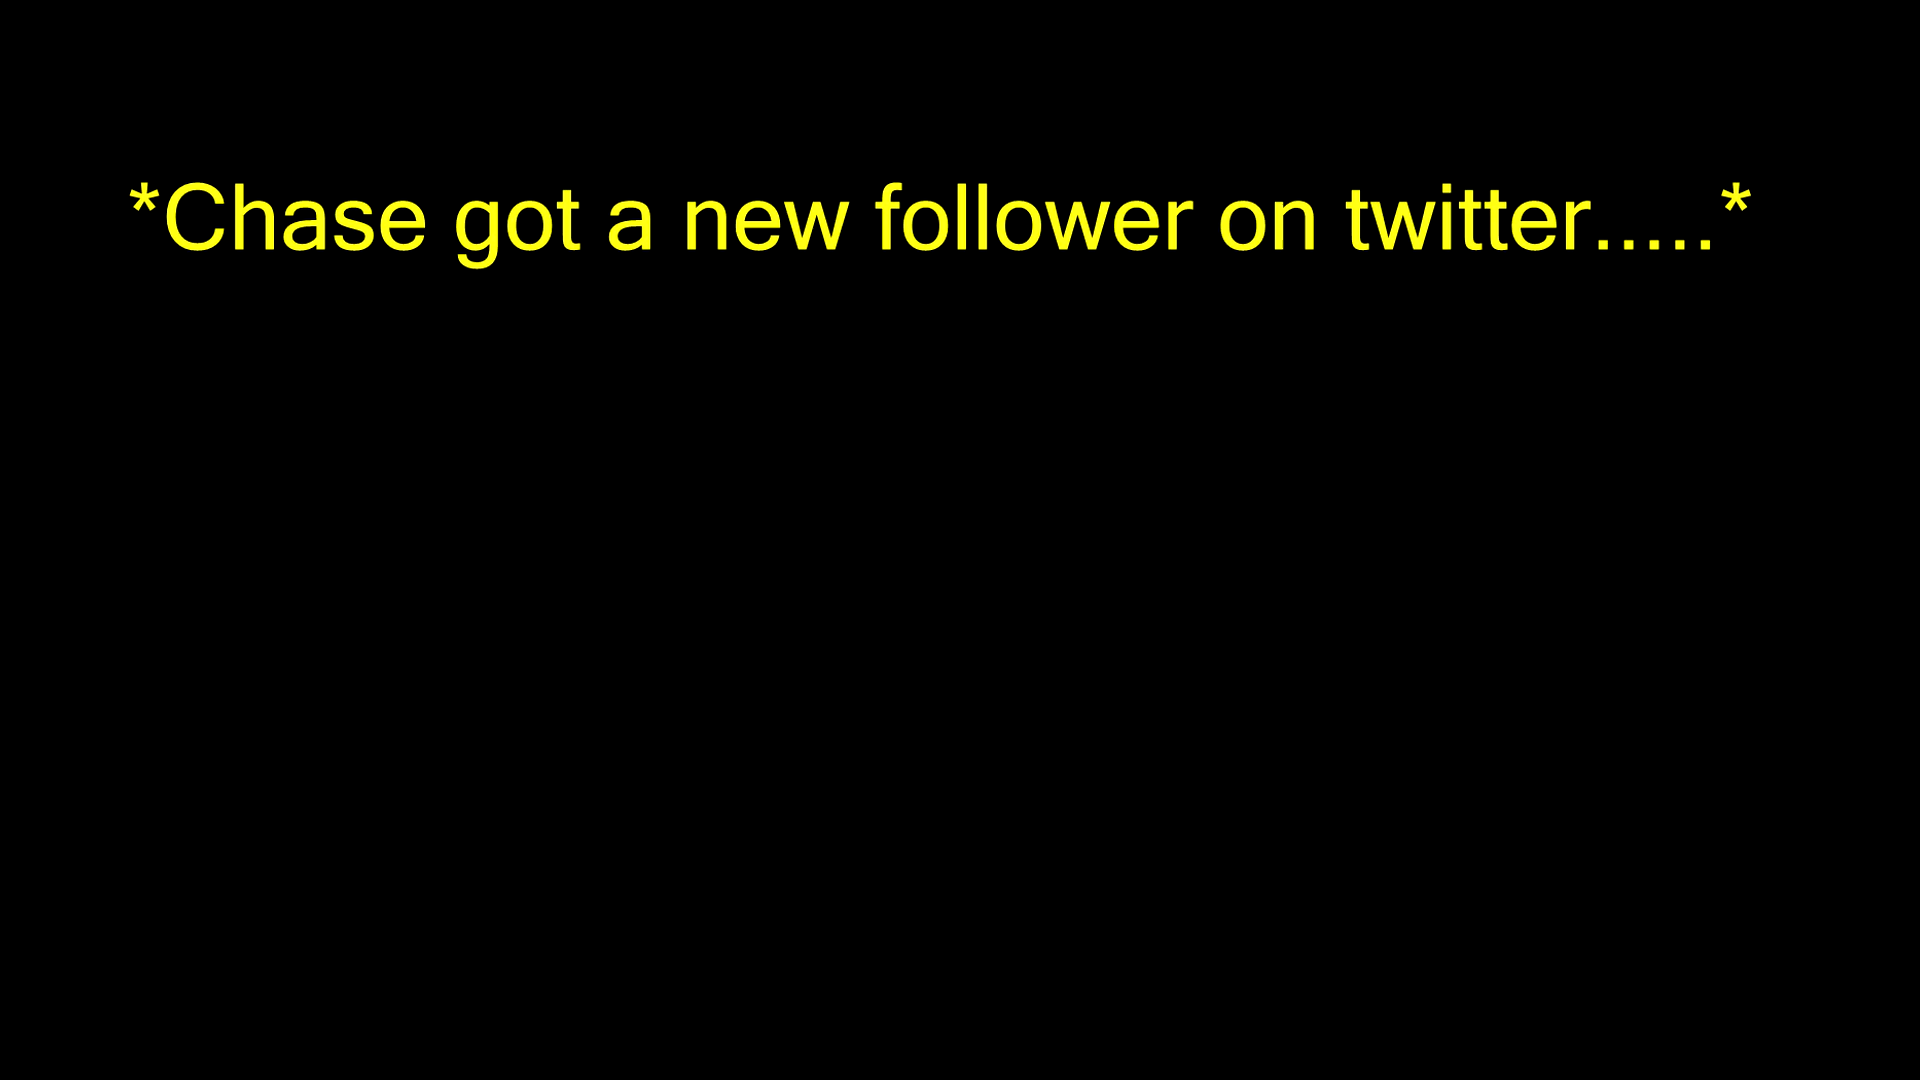 *Chase got a new follower on twitter.....*